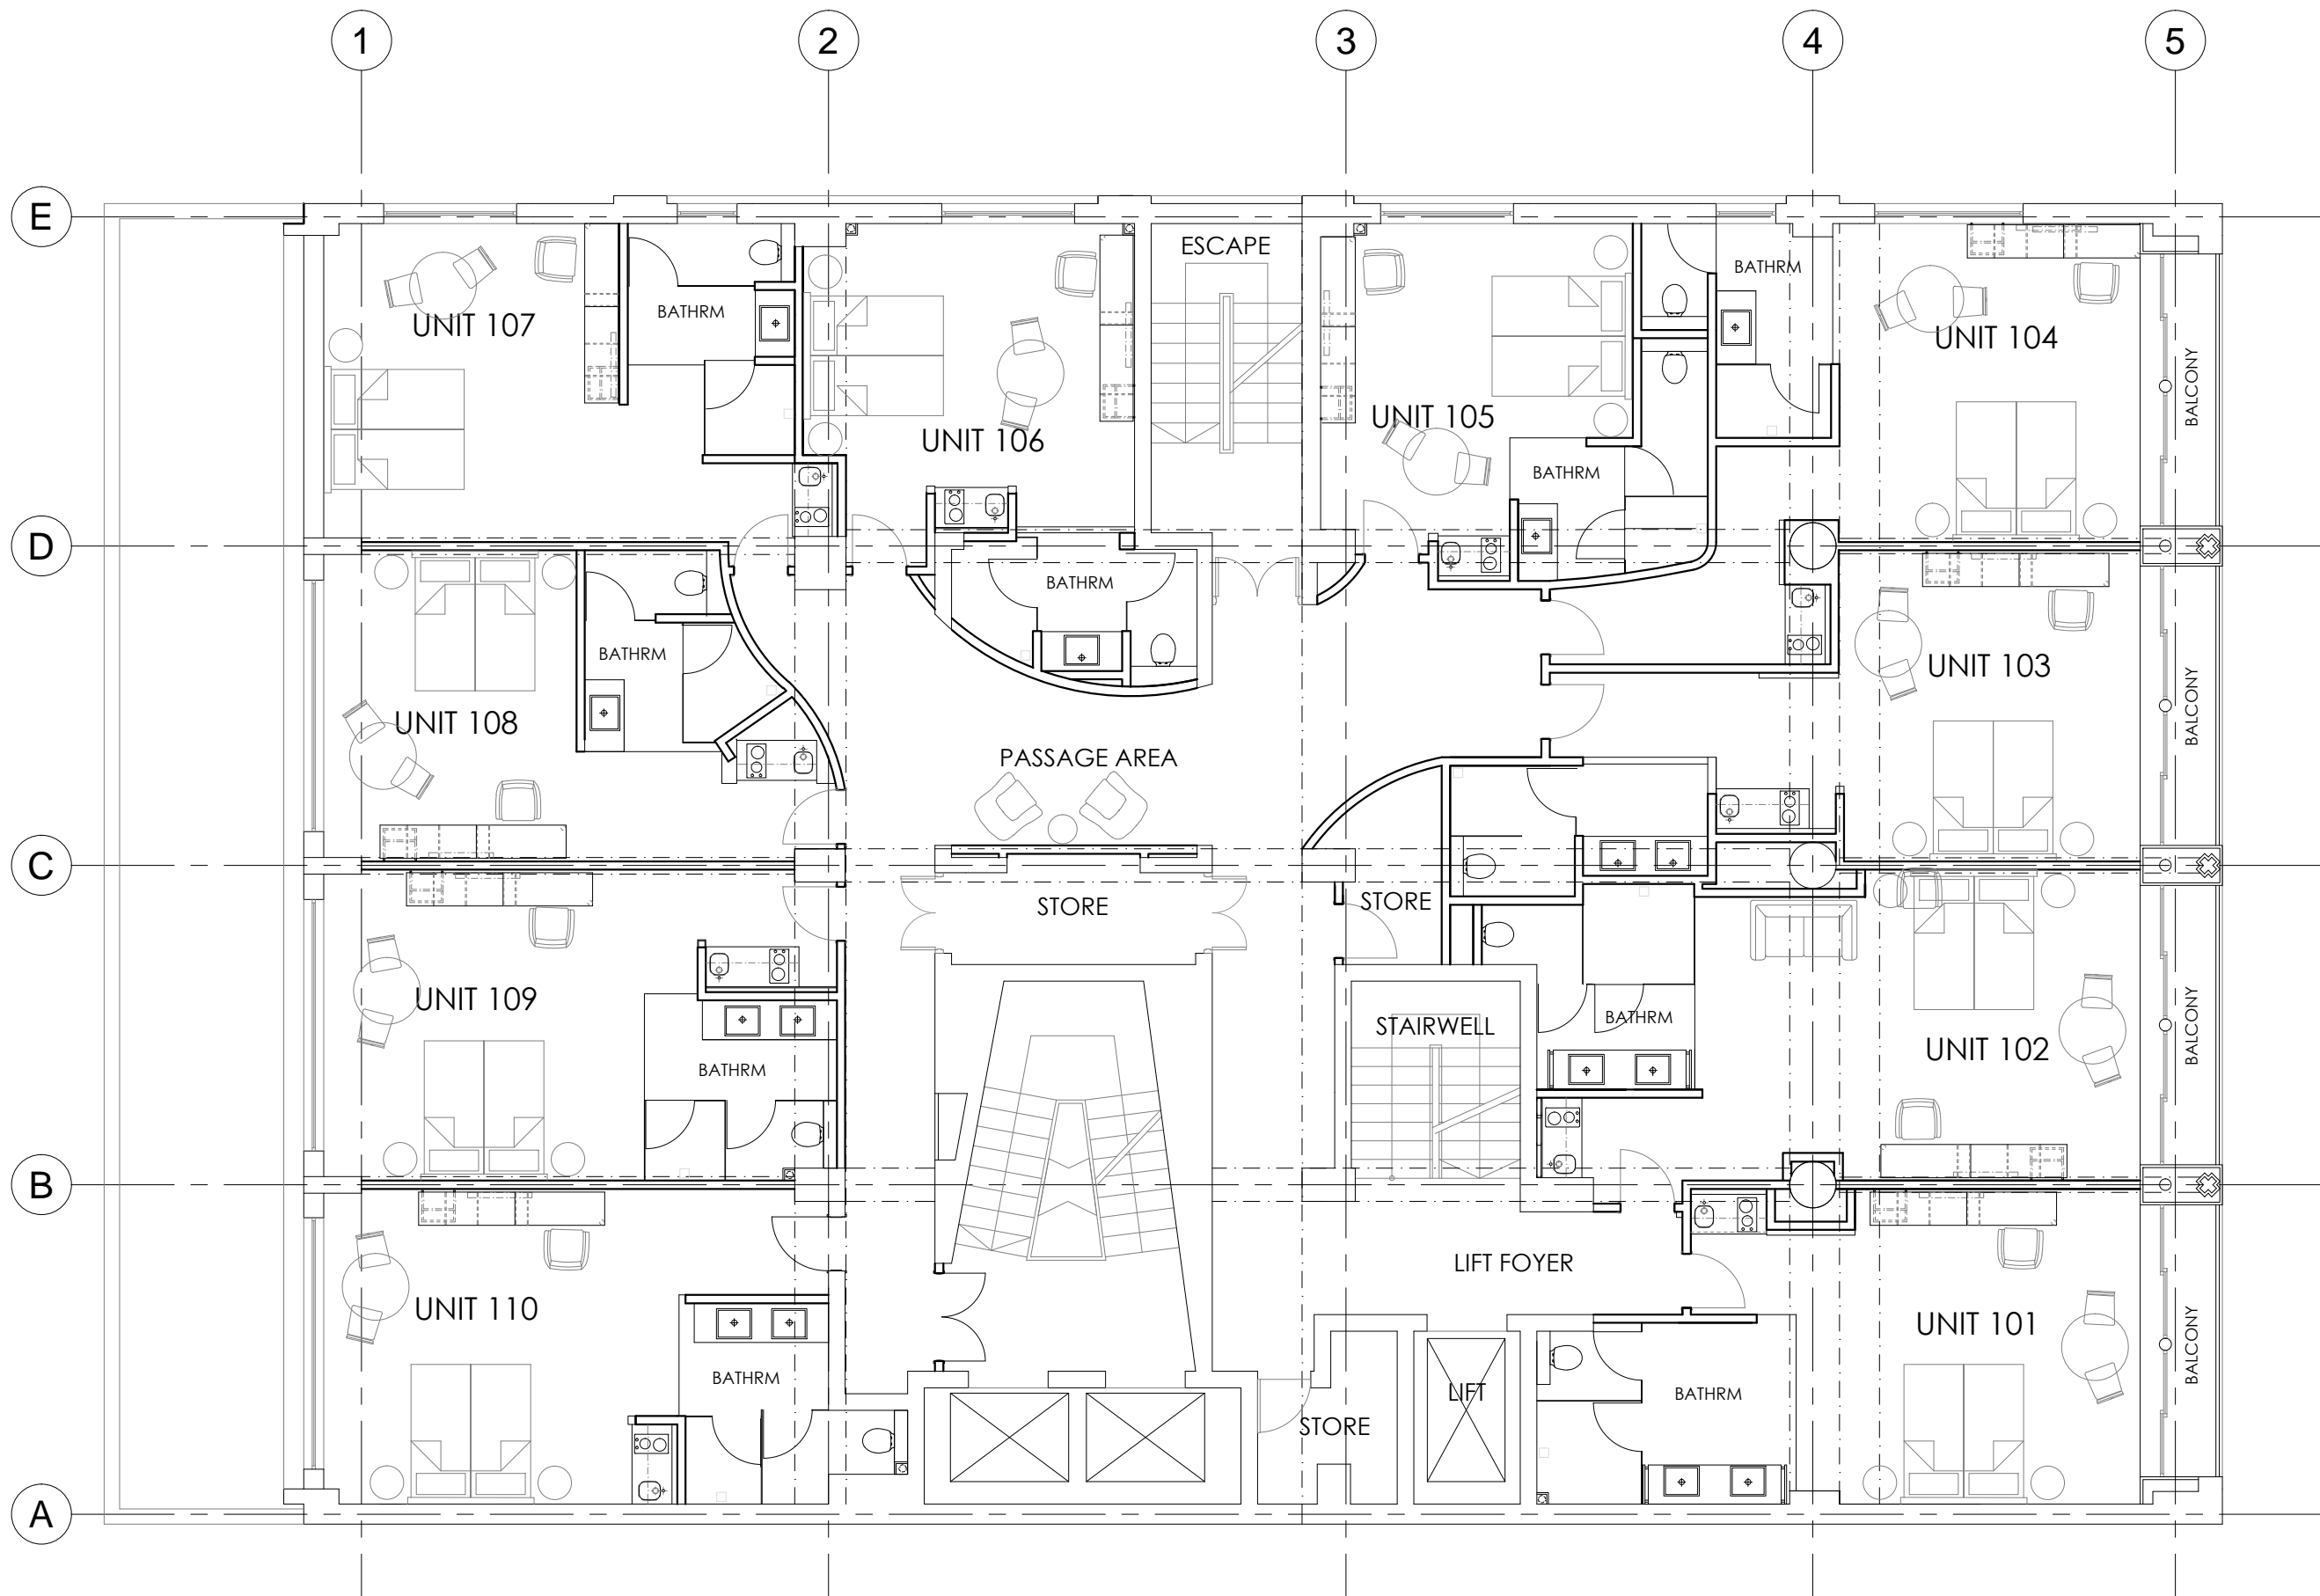 1
2
3
4
5
E
ESCAPE
BATHRM
BATHRM
UNIT 107
UNIT 104
BALCONY
UNIT 105
UNIT 106
BATHRM
D
BATHRM
BATHRM
UNIT 103
BALCONY
UNIT 108
PASSAGE AREA
C
STORE
STORE
UNIT 109
BATHRM
STAIRWELL
BALCONY
UNIT 102
BATHRM
B
LIFT FOYER
UNIT 110
UNIT 101
BALCONY
BATHRM
LIFT
BATHRM
STORE
A